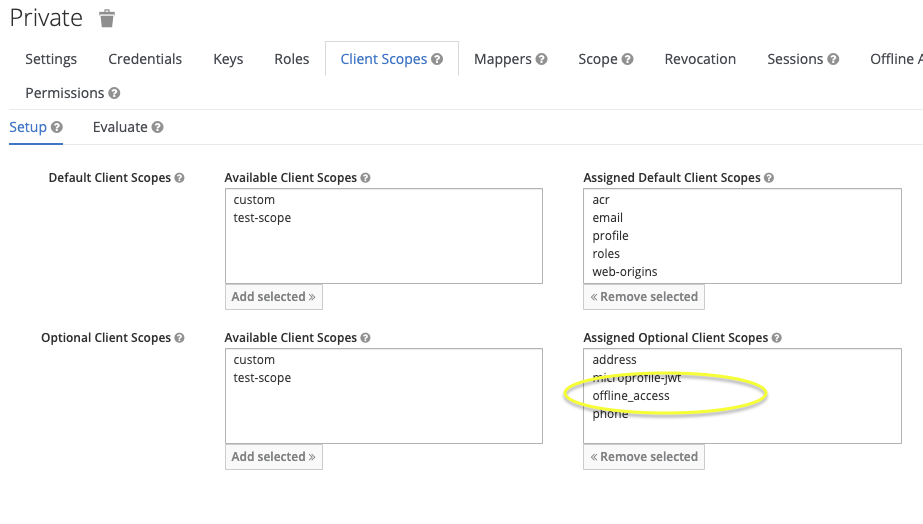 Private
Settings Credentials Keys Roles Client Scopes Mappers Scope Revocation Sessions Offline A
Permissions
Setup Evaluate
Default Client Scopes Available Client Scopes Assigned Default Client Scopes
custom acr
test-scope email
profile
roles
web-origins
Add selected » « Remove selected
Optional Client Scopes Available Client Scopes Assigned Optional Client Scopes
custom address
test-scope microprofile-jwt
offline_access
phone
Add selected » « Remove selected